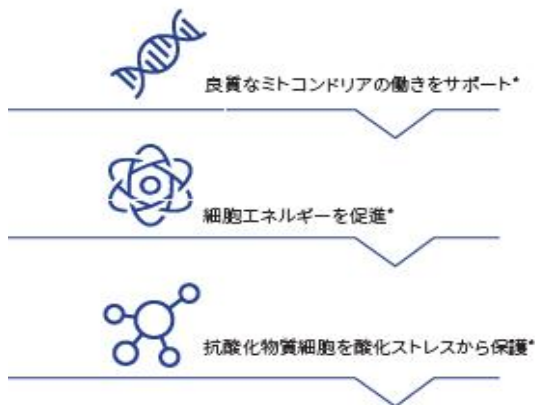 良質なミトコンドリアの働きをサポート*
細胞エネルギーを促進*
抗酸化物質細胞を酸化ストレスから保護*